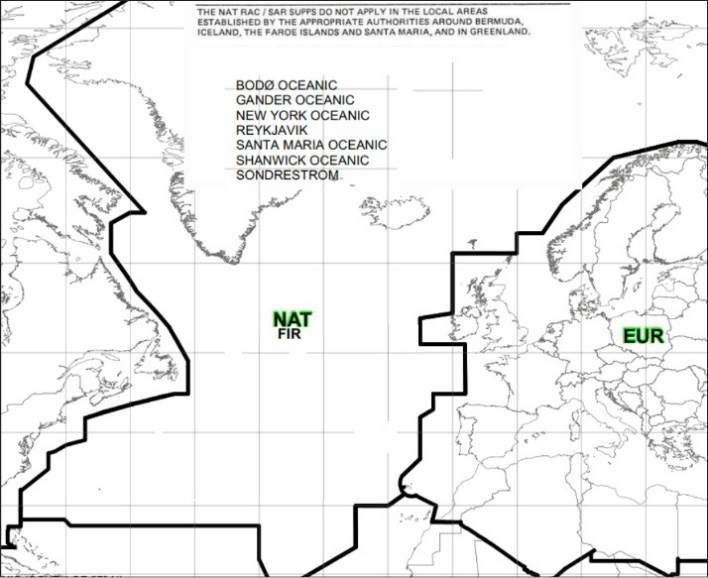 THE NAT RAC / SAR SUPPS DO NOT APPLY IN THE LOCAL AREAS
ESTABLISHED BY THE APPROPRIATE AUTHORITIES AROUND BERMUDA,
ICELAND, THE FAROE ISLANDS AND SANTA MARIA, AND IN GREENLAND.
BODØ OCEANIC
GANDER OCEANIC
NEW YORK OCEANIC
REYKJAVIK
SANTA MARIA OCEANIC
SHANWICK OCEANIC
SONDRESTROM
NAT
FIR
EUR